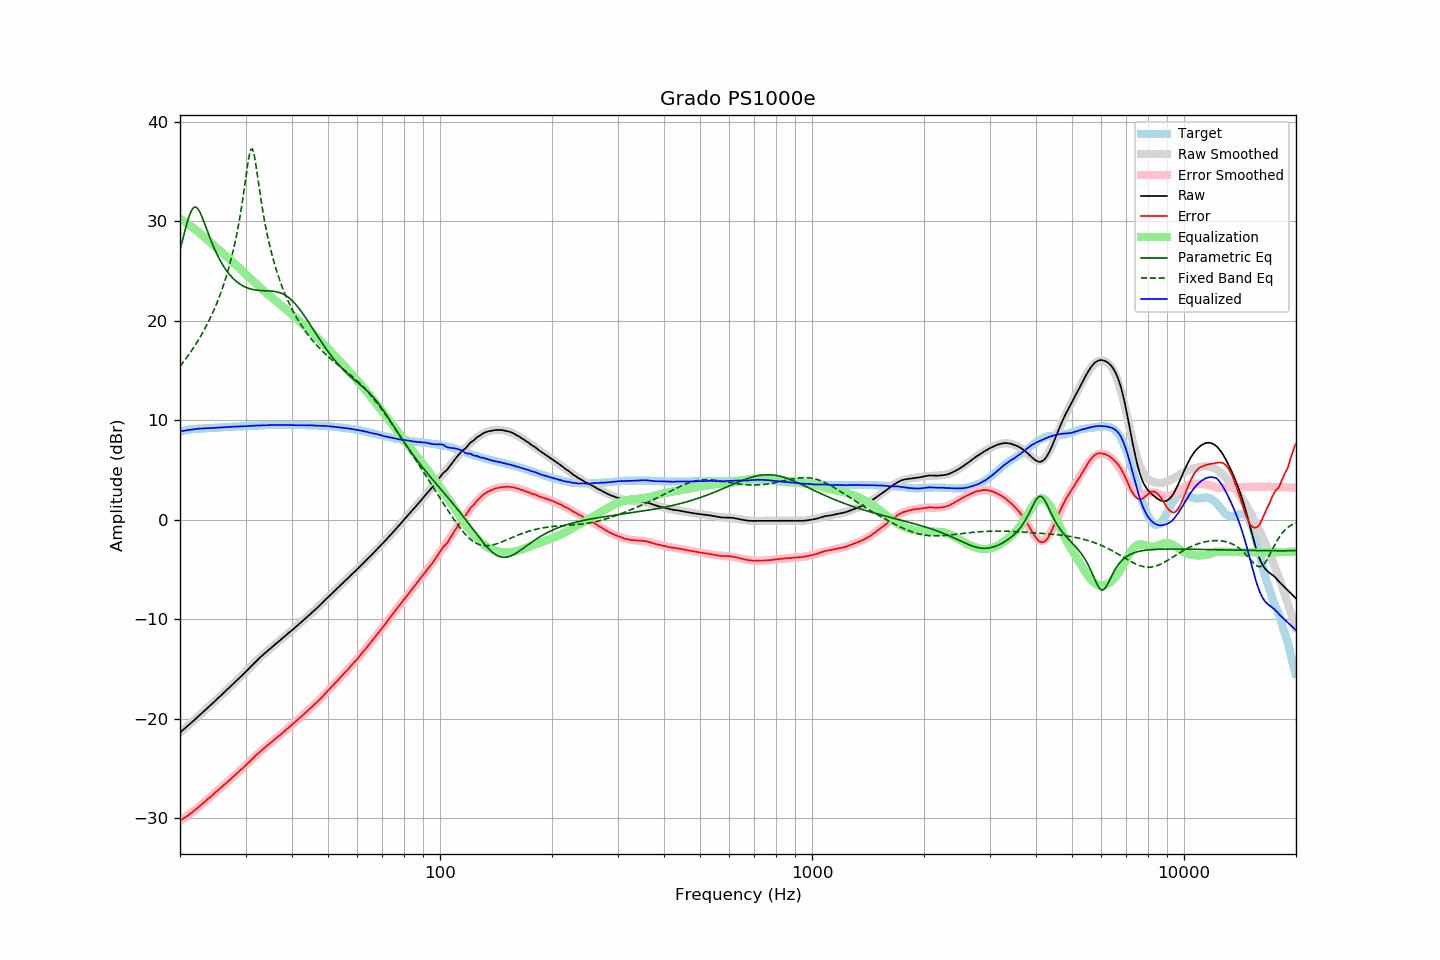 Grado PS1000e
40
30
20
10
0
−10
−20
−30
Amplitude (dBr)
100
1000
10000
Frequency (Hz)
Target
Raw Smoothed
Error Smoothed
Raw
Error
Equalization
Parametric Eq
Fixed Band Eq
Equalized